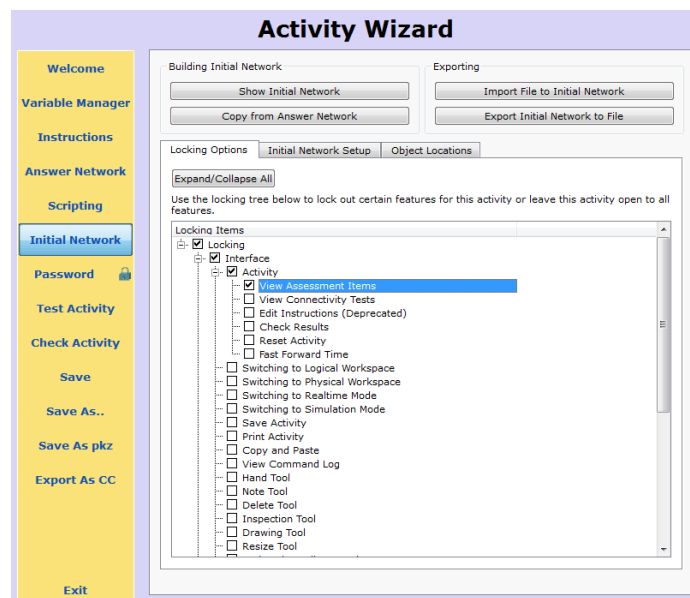 Activity Wizard
Welcome
Variable Manager
Instructions
Answer Network
Scripting
Initial Network
Password
Test Activity
Check Activity
Save
Save As..
Save As pkz
Export As CC
Exit
Building Initial Network
Show Initial Network
Copy from Answer Network
Exporting
Import File to Initial Network
Export Initial Network to File
Locking Options
Initial Network Setup
Object Locations
Expand/Collapse All
Use the locking tree below to lock out certain features for this activity or leave this activity open to all
features.
Locking Items
Locking
Interface
Activity
View Assessment Items
View Connectivity Tests
Edit Instructions (Deprecated)
Check Results
Reset Activity
Fast Forward Time
Switching to Logical Workspace
Switching to Physical Workspace
Switching to Realtime Mode
Switching to Simulation Mode
Save Activity
Print Activity
Copy and Paste
View Command Log
Hand Tool
Note Tool
Delete Tool
Inspection Tool
Drawing Tool
Resize Tool